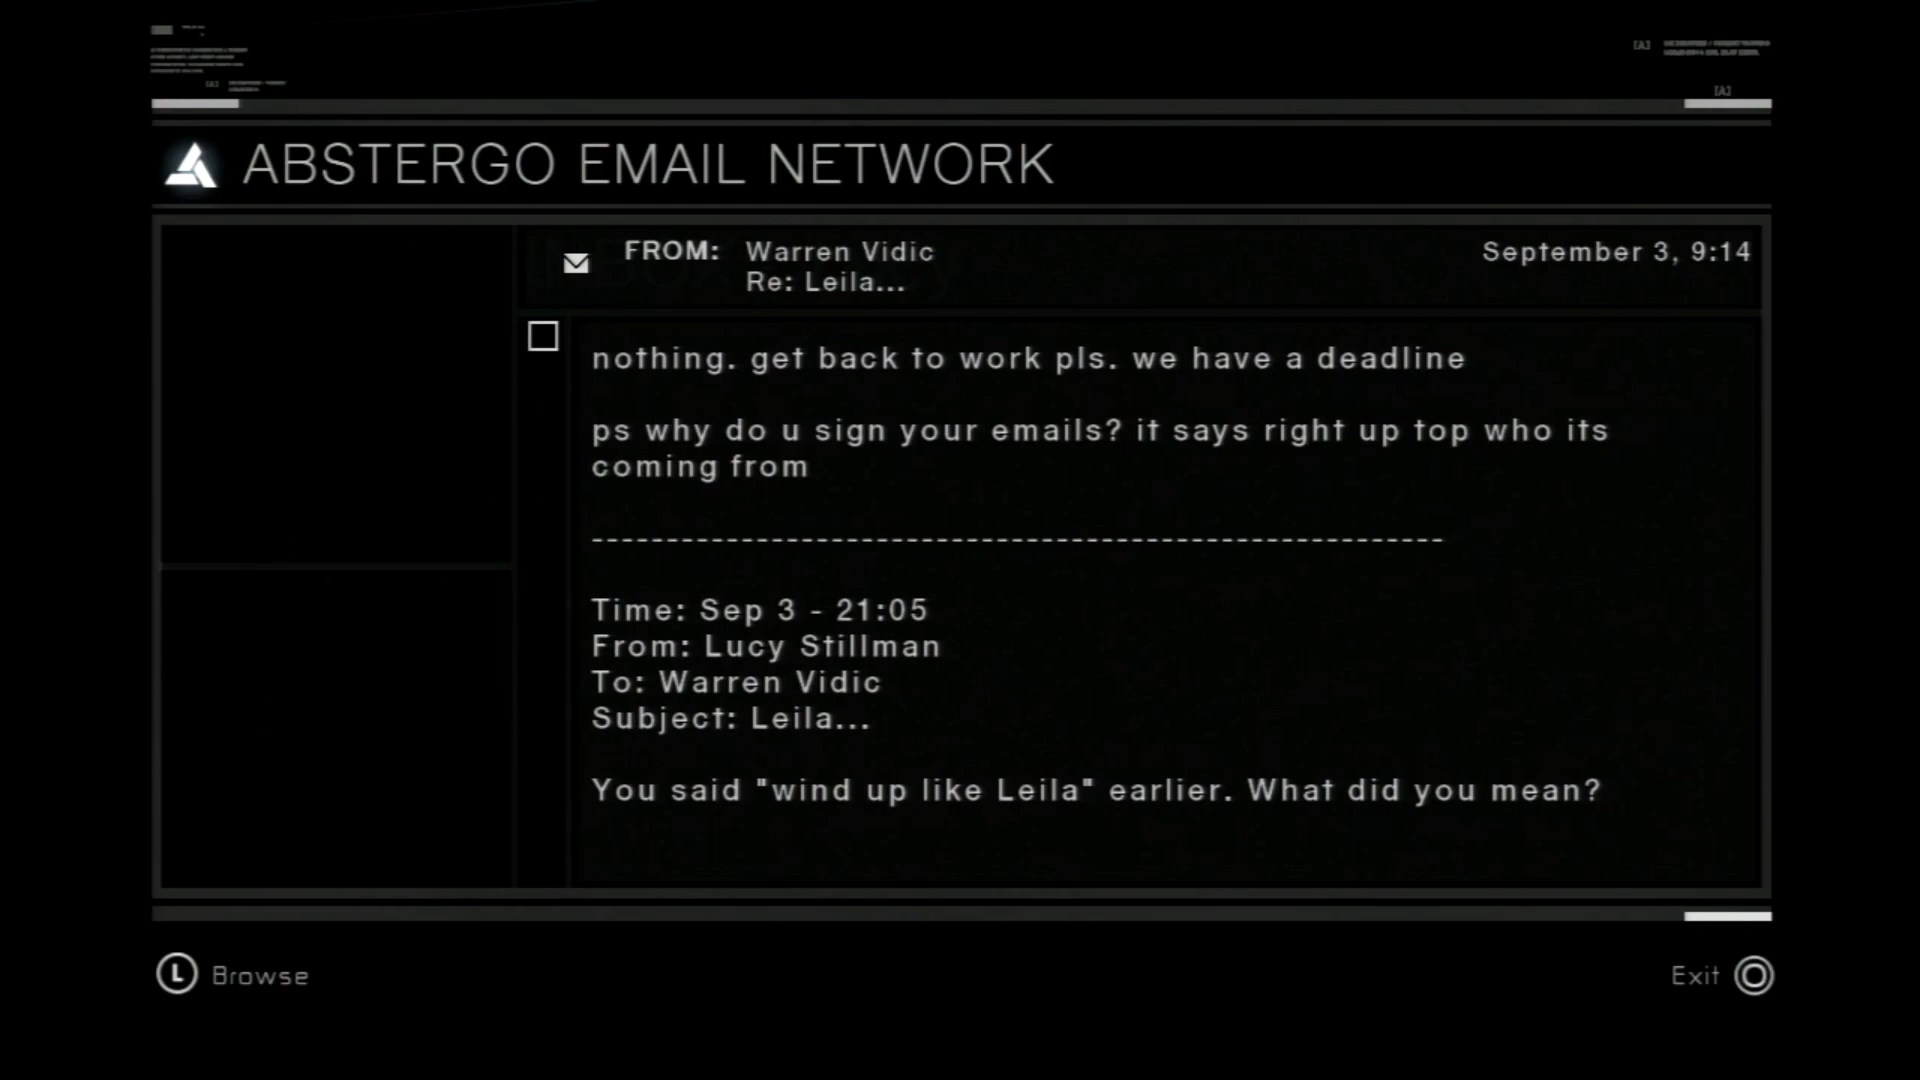 [A]
[A]
[A]
ABSTERGO EMAIL NETWORK
FROM: Warren Vidic
September 3, 9:14
Re: Leila...
nothing. get back to work pls. we have a deadline
ps why do u sign your emails? it says right up top who its
coming from
----------------------------------------------------------
Time: Sep 3 - 21:05
From: Lucy Stillman
To: Warren Vidic
Subject: Leila...
You said "wind up like Leila" earlier. What did you mean?
L Browse
Exit